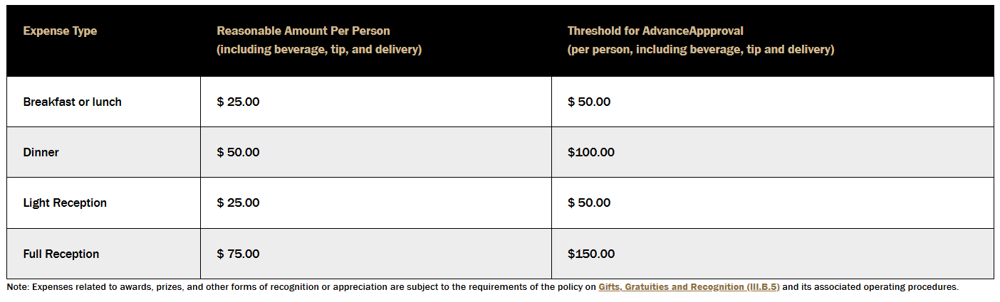 Expense Type
Reasonable Amount Per Person
(including beverage, tip, and delivery)
Threshold for AdvanceAppproval
(per person, including beverage, tip and delivery)
Breakfast or lunch
$ 25.00
$ 50.00
Dinner
$ 50.00
$100.00
Light Reception
$ 25.00
$ 50.00
Full Reception
$ 75.00
$150.00
Note: Expenses related to awards, prizes, and other forms of recognition or appreciation are subject to the requirements of the policy on Gifts, Gratuities and Recognition (III.B.5) and its associated operating procedures.